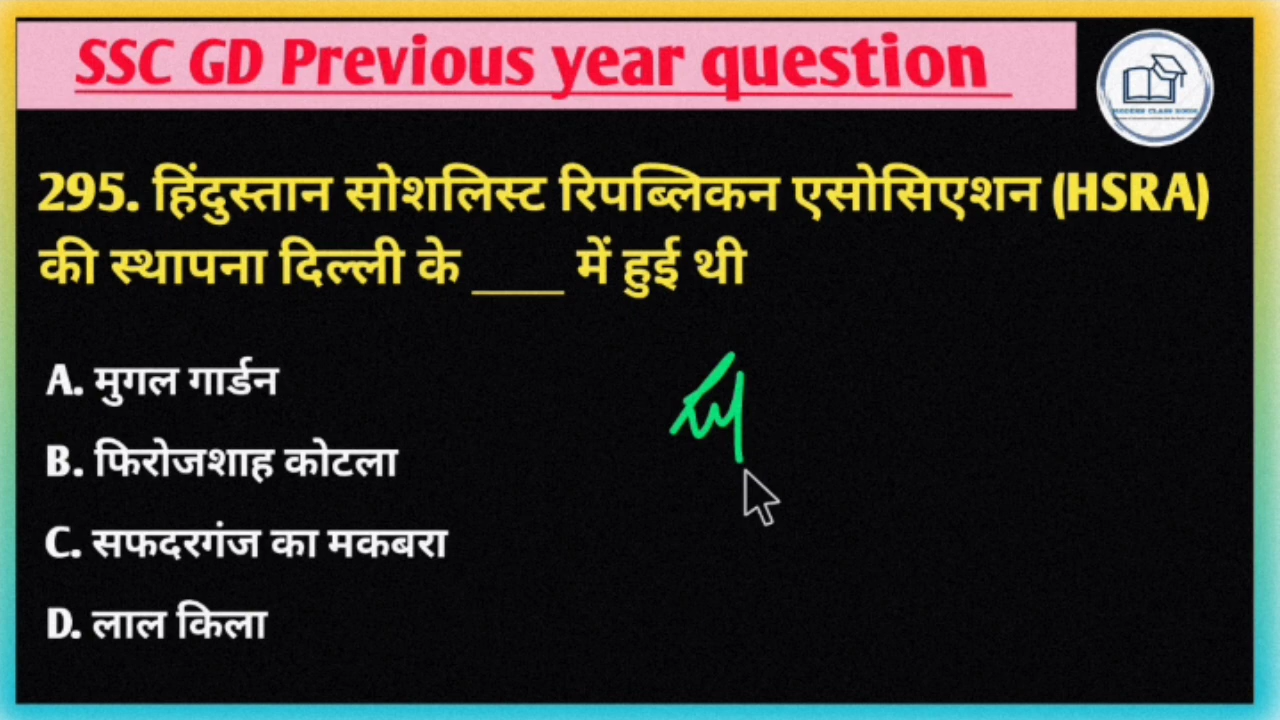 SSC GD Previous year question
295. हिंदुस्तान सोशलिस्ट रिपब्लिकन एसोसिएशन (HSRA)
की स्थापना दिल्ली के ____ में हुई थी
A. मुगल गार्डन
B. फिरोजशाह कोटला
C. सफदरगंज का मकबरा
D. लाल किला